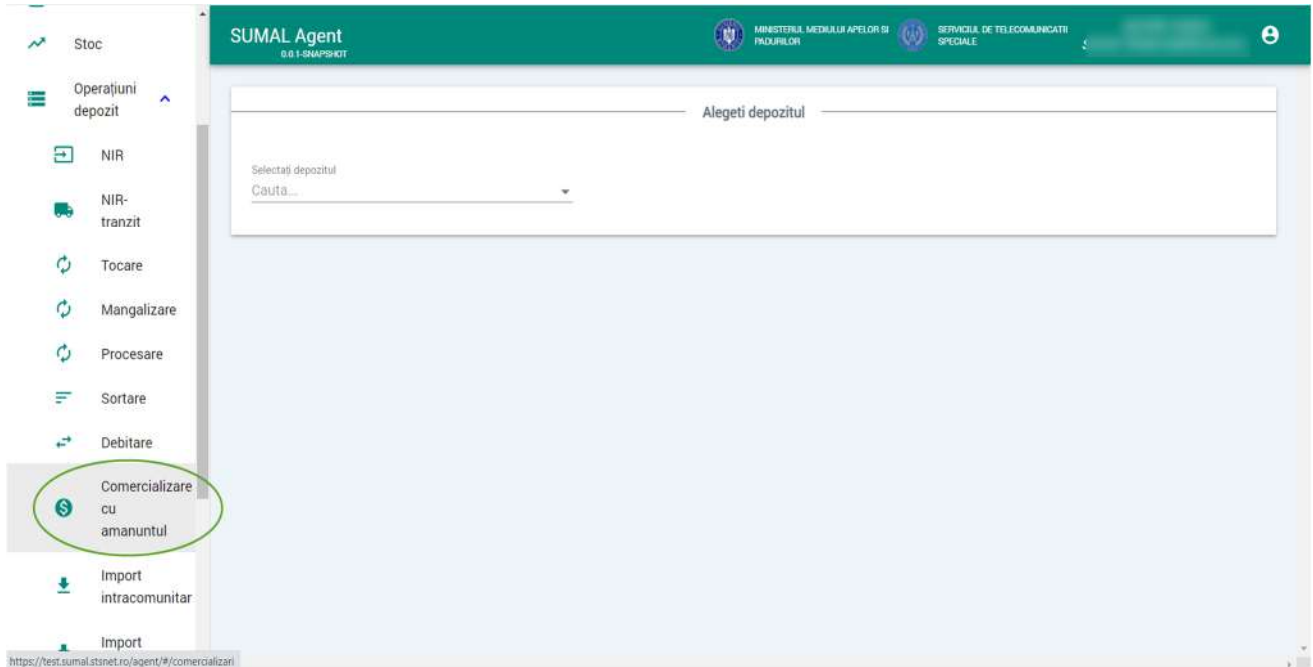 Stoc
Operațiuni
depozit
NIR
NIR-
tranzit
Tocare
Mangalizare
Procesare
Sortare
Debitare
Comercializare
cu
amanuntul
Import
intracomunitar
Import
SUMAL Agent
0.0.1-SNAPSHOT
MINISTERUL MEDIULUI APELOR SI
PADURILOR
SERVICIUL DE TELECOMUNICATII
SPECIALE
Alegeti depozitul
Selectați depozitul
Cauta...
https://test.sumal.stsnet.ro/agent/#/comercializari